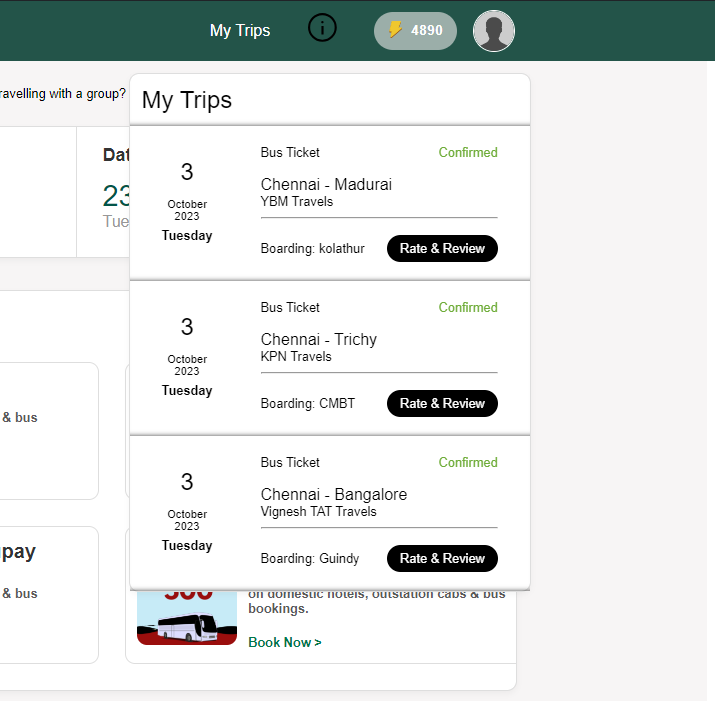 My Trips
4890
travelling with a group?
My Trips
3
October
2023
Tuesday
Bus Ticket
Confirmed
Chennai - Madurai
YBM Travels
Boarding: kolathur
Rate & Review
3
October
2023
Tuesday
Bus Ticket
Confirmed
Chennai - Trichy
KPN Travels
Boarding: CMBT
Rate & Review
3
October
2023
Tuesday
Bus Ticket
Confirmed
Chennai - Bangalore
Vignesh TAT Travels
Boarding: Guindy
Rate & Review
Dat
23
Tue
& bus
pay
& bus
on domestic hotels, outstation cabs & bus
bookings.
Book Now >